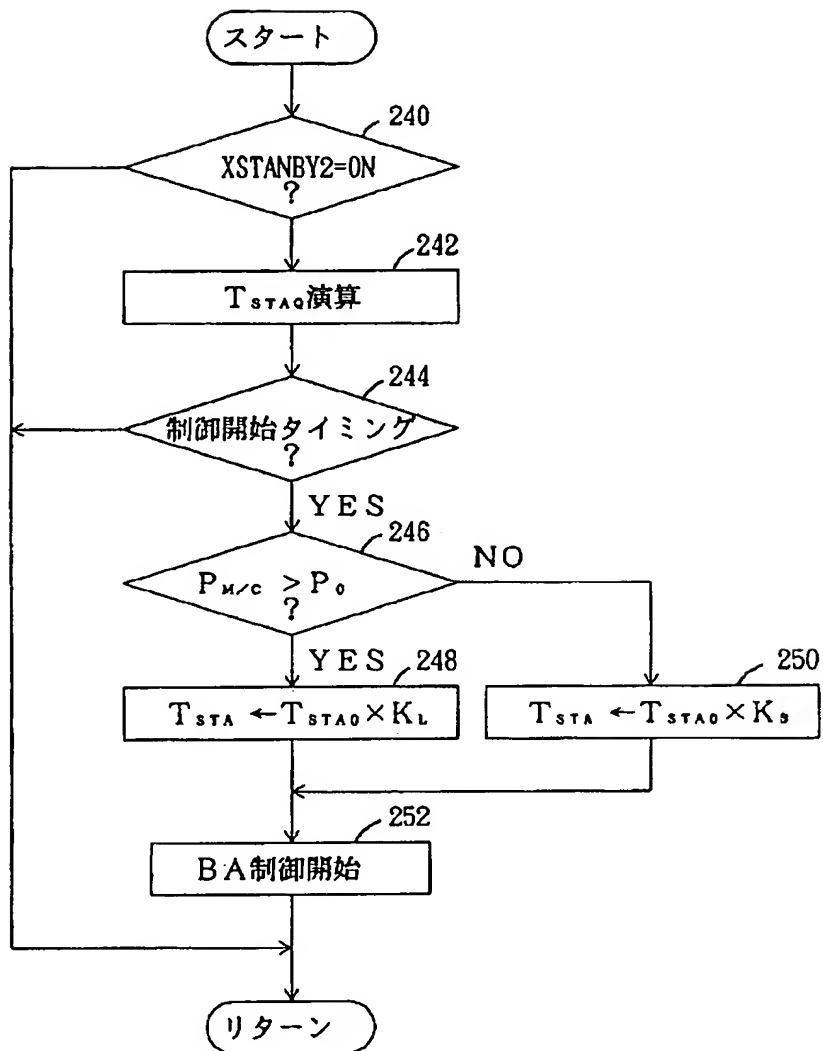 スタート
240
XSTANBY2=ON
?
242
TSTA0演算
244
制御開始タイミング
?
YES
246
PM/C > P0
?
NO
YES
248
250
TSTA ← TSTA0 × KL
TSTA ← TSTA0 × KS
252
BA制御開始
リターン